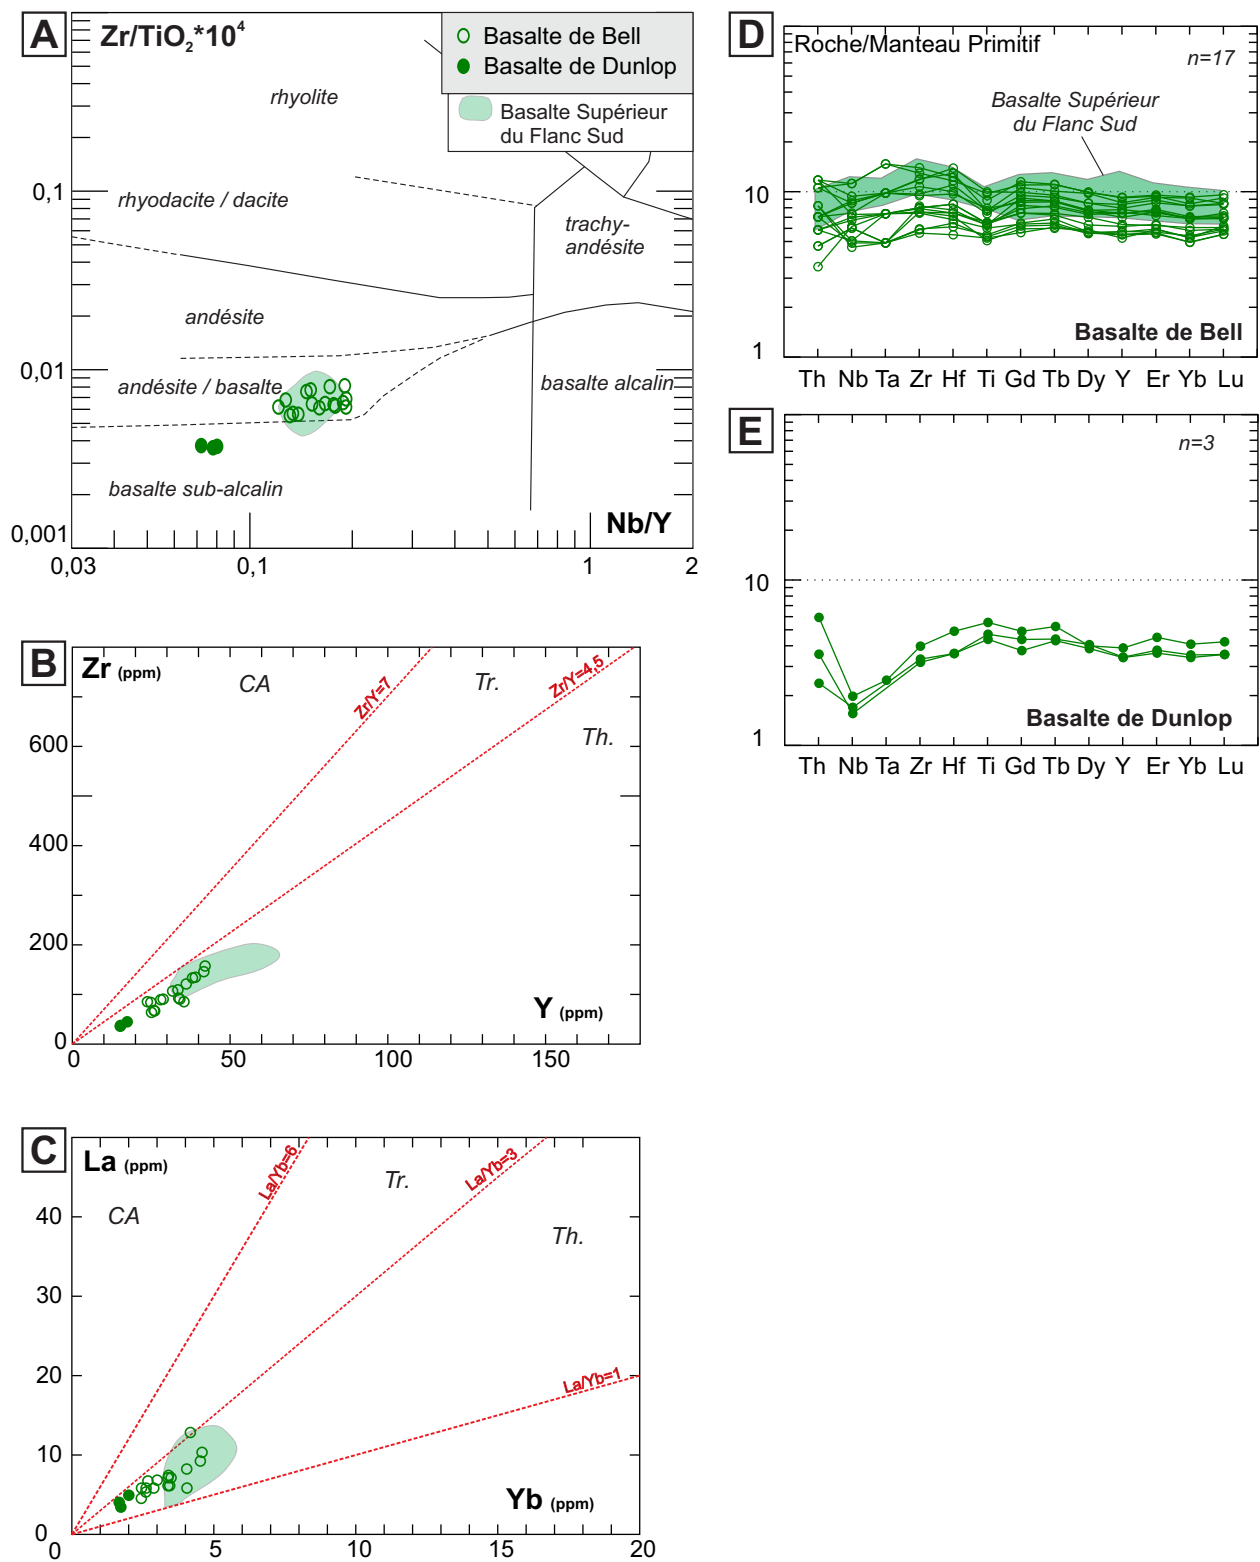 A
Zr/TiO₂*10⁴
Basalte de Bell
Basalte de Dunlop
Basalte Supérieur
du Flanc Sud
rhyolite
0,1
rhyodacite / dacite
trachy-
andésite
andésite
0,01
andésite / basalte
basalte alcalin
basalte sub-alcalin
0,001
Nb/Y
0,03
0,1
1
2
B
Zr (ppm)
CA
Tr.
Th.
Zr/Y=7
Zr/Y=4,5
600
400
200
0
Y (ppm)
0
50
100
150
C
La (ppm)
CA
Tr.
Th.
La/Yb=6
La/Yb=3
La/Yb=1
40
30
20
10
0
Yb (ppm)
0
5
10
15
20
D
Roche/Manteau Primitif
n=17
Basalte Supérieur
du Flanc Sud
10
Basalte de Bell
1
Th Nb Ta Zr Hf Ti Gd Tb Dy Y Er Yb Lu
E
n=3
10
Basalte de Dunlop
1
Th Nb Ta Zr Hf Ti Gd Tb Dy Y Er Yb Lu